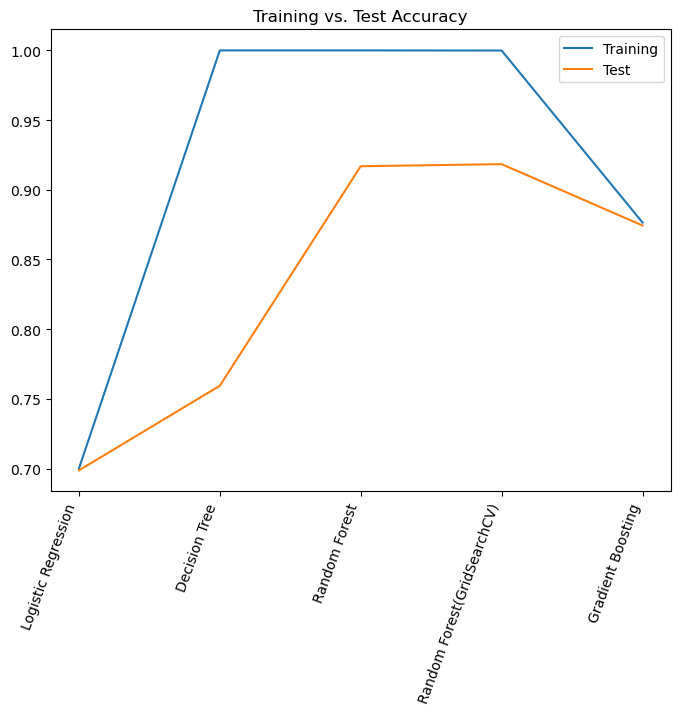 Training vs. Test Accuracy
Training
Test
1.00
0.95
0.90
0.85
0.80
0.75
0.70
Logistic Regression
Decision Tree
Random Forest
Random Forest(GridSearchCV)
Gradient Boosting